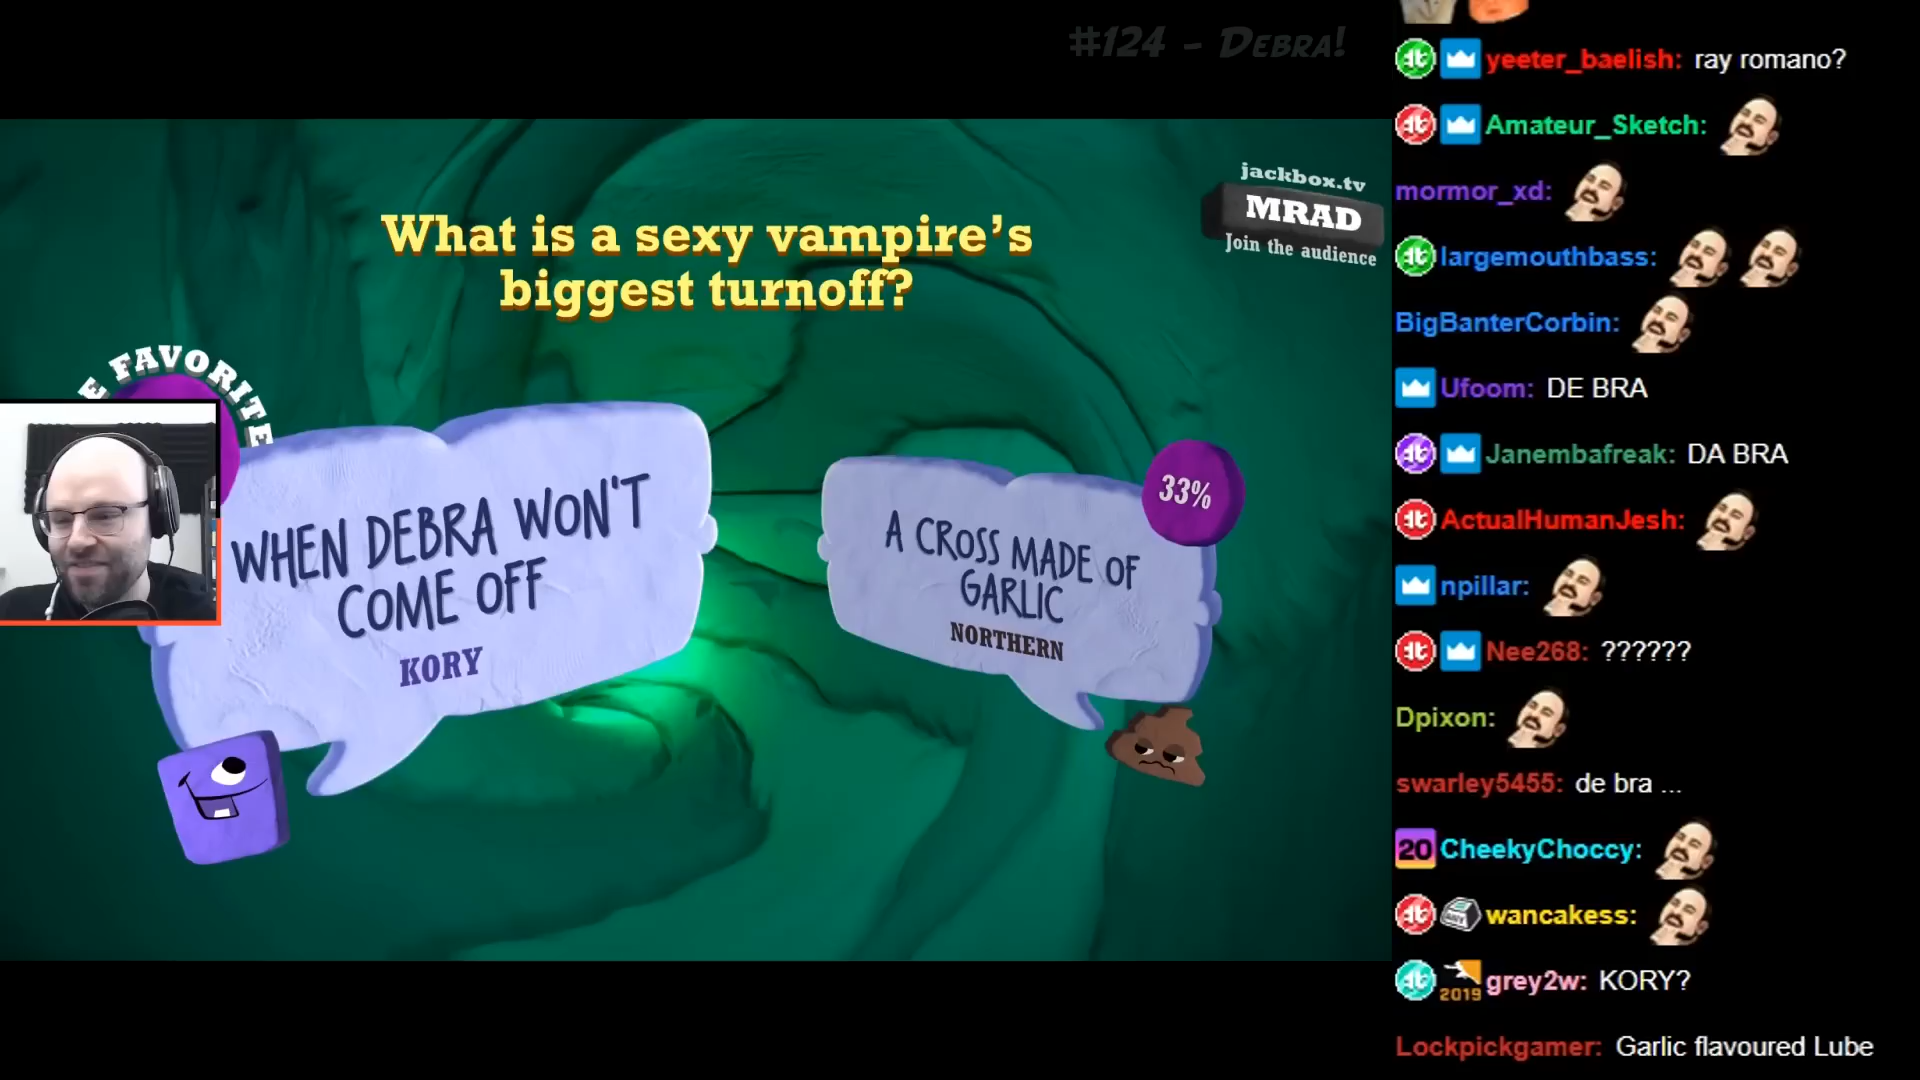 #124 - DEBRA!
jackbox.tv
MRAD
Join the audience
What is a sexy vampire's
biggest turnoff?
E FAVORITE
WHEN DEBRA WON'T
COME OFF
KORY
33%
A CROSS MADE OF
GARLIC
NORTHERN
yeeter_baelish: ray romano?
Amateur_Sketch:
mormor_xd:
largemouthbass:
BigBanterCorbin:
Ufoom: DE BRA
Janembafreak: DA BRA
ActualHumanJesh:
npillar:
Nee268: ??????
Dpixon:
swarley5455: de bra ...
20 CheekyChoccy:
wancakess:
2019 grey2w: KORY?
Lockpickgamer: Garlic flavoured Lube